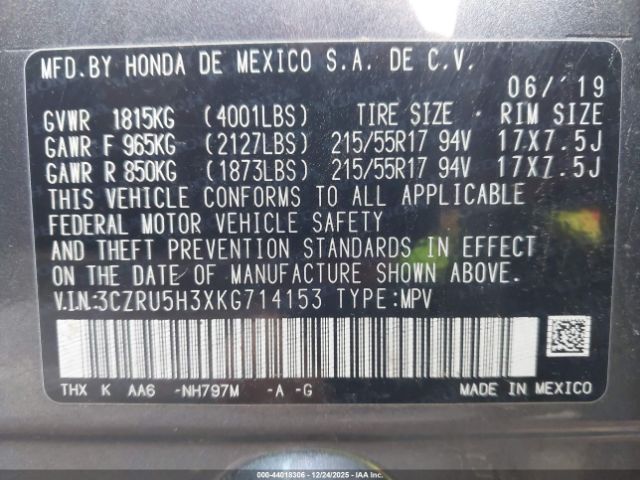 MFD.BY HONDA DE MEXICO S.A. DE C.V.
06/'19
GVWR 1815KG (4001LBS) TIRE SIZE · RIM SIZE
GAWR F 965KG (2127LBS) 215/55R17 94V 17X7.5J
GAWR R 850KG (1873LBS) 215/55R17 94V 17X7.5J
THIS VEHICLE CONFORMS TO ALL APPLICABLE
FEDERAL MOTOR VEHICLE SAFETY
AND THEFT PREVENTION STANDARDS IN EFFECT
ON THE DATE OF MANUFACTURE SHOWN ABOVE.
V.I.N:3CZRU5H3XKG714153 TYPE:MPV
THX K AA6 -NH797M -A -G MADE IN MEXICO
000-44018306 - 12/24/2025 - IAAI.COM